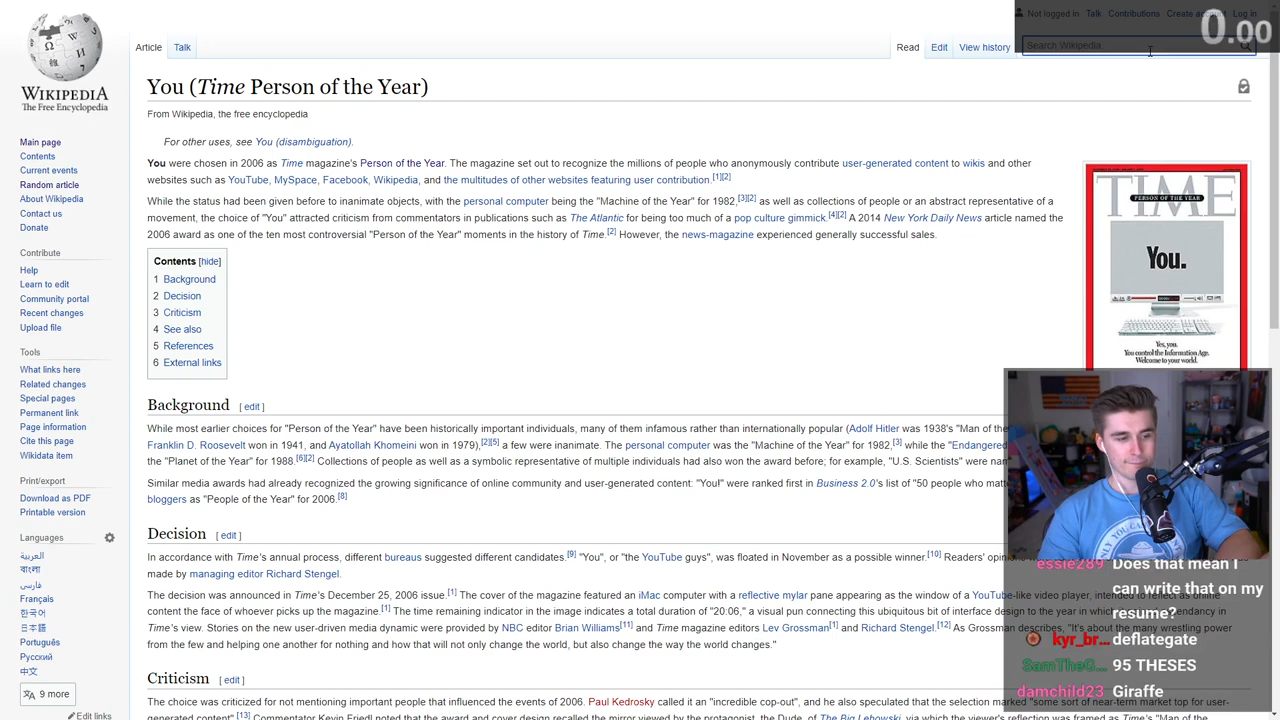 Not logged in Talk Contributions Create account Log in
0.00
WIKIPEDIA
The Free Encyclopedia
Article Talk
Read Edit View history
Search Wikipedia
Main page
Contents
Current events
Random article
About Wikipedia
Contact us
Donate
Contribute
Help
Learn to edit
Community portal
Recent changes
Upload file
Tools
What links here
Related changes
Special pages
Permanent link
Page information
Cite this page
Wikidata item
Print/export
Download as PDF
Printable version
Languages
العربية
বাংলা
فارسی
Français
한국어
日本語
Português
Русский
中文
9 more
Edit links
You (Time Person of the Year)
From Wikipedia, the free encyclopedia
For other uses, see You (disambiguation).
You were chosen in 2006 as Time magazine's Person of the Year. The magazine set out to recognize the millions of people who anonymously contribute user-generated content to wikis and other
websites such as YouTube, MySpace, Facebook, Wikipedia, and the multitudes of other websites featuring user contribution.[1][2]
While the status had been given before to inanimate objects, with the personal computer being the "Machine of the Year" for 1982,[3][2] as well as collections of people or an abstract representative of a
movement, the choice of "You" attracted criticism from commentators in publications such as The Atlantic for being too much of a pop culture gimmick.[4][2] A 2014 New York Daily News article named the
2006 award as one of the ten most controversial "Person of the Year" moments in the history of Time.[2] However, the news-magazine experienced generally successful sales.
Contents [hide]
1 Background
2 Decision
3 Criticism
4 See also
5 References
6 External links
TIME
PERSON OF THE YEAR
You.
Yes, you.
You control the Information Age.
Welcome to your world.
Background [ edit ]
While most earlier choices for "Person of the Year" have been historically important individuals, many of them infamous rather than internationally popular (Adolf Hitler was 1938's "Man of the
Franklin D. Roosevelt won in 1941, and Ayatollah Khomeini won in 1979),[2][5] a few were inanimate. The personal computer was the "Machine of the Year" for 1982,[3] while the "Endangered
the "Planet of the Year" for 1988.[6][2] Collections of people as well as a symbolic representative of multiple individuals had also won the award before; for example, "U.S. Scientists" were
Similar media awards had already recognized the growing significance of online community and user-generated content: "You!" were ranked first in Business 2.0's list of "50 people who
bloggers as "People of the Year" for 2006.[8]
Decision [ edit ]
In accordance with Time's annual process, different bureaus suggested different candidates.[9] "You", or "the YouTube guys", was floated in November as a possible winner.[10] Readers'
made by managing editor Richard Stengel.
The decision was announced in Time's December 25, 2006 issue.[1] The cover of the magazine featured an iMac computer with a reflective mylar pane appearing as the window of a YouTube-like video player, intended to reflect as online
content the face of whoever picks up the magazine.[1] The time remaining indicator in the image indicates a total duration of "20:06," a visual pun connecting this ubiquitous bit of interface design to the year in which
Time's view. Stories on the new user-driven media dynamic were provided by NBC editor Brian Williams[11] and Time magazine editors Lev Grossman[1] and Richard Stengel.[12] As Grossman describes, "It's about the many wresting power
from the few and helping one another for nothing and how that will not only change the world, but also change the way the world changes."
Criticism [ edit ]
The choice was criticized for not mentioning important people that influenced the events of 2006. Paul Kedrosky called it an "incredible cop-out", and he also speculated that the selection marked "some sort of near-term market top for user-
generated content".[13] Commentator Kevin Friedl noted that the award and cover design recalled the mirror viewed by the protagonist, the Dude, of The Big Lebowski, via which the viewer's reflection was framed as Time's "Man of the
essie289 Does that mean I
can write that on my
resume?
kyr_br... deflategate
SamTheG... 95 THESES
damchild23 Giraffe